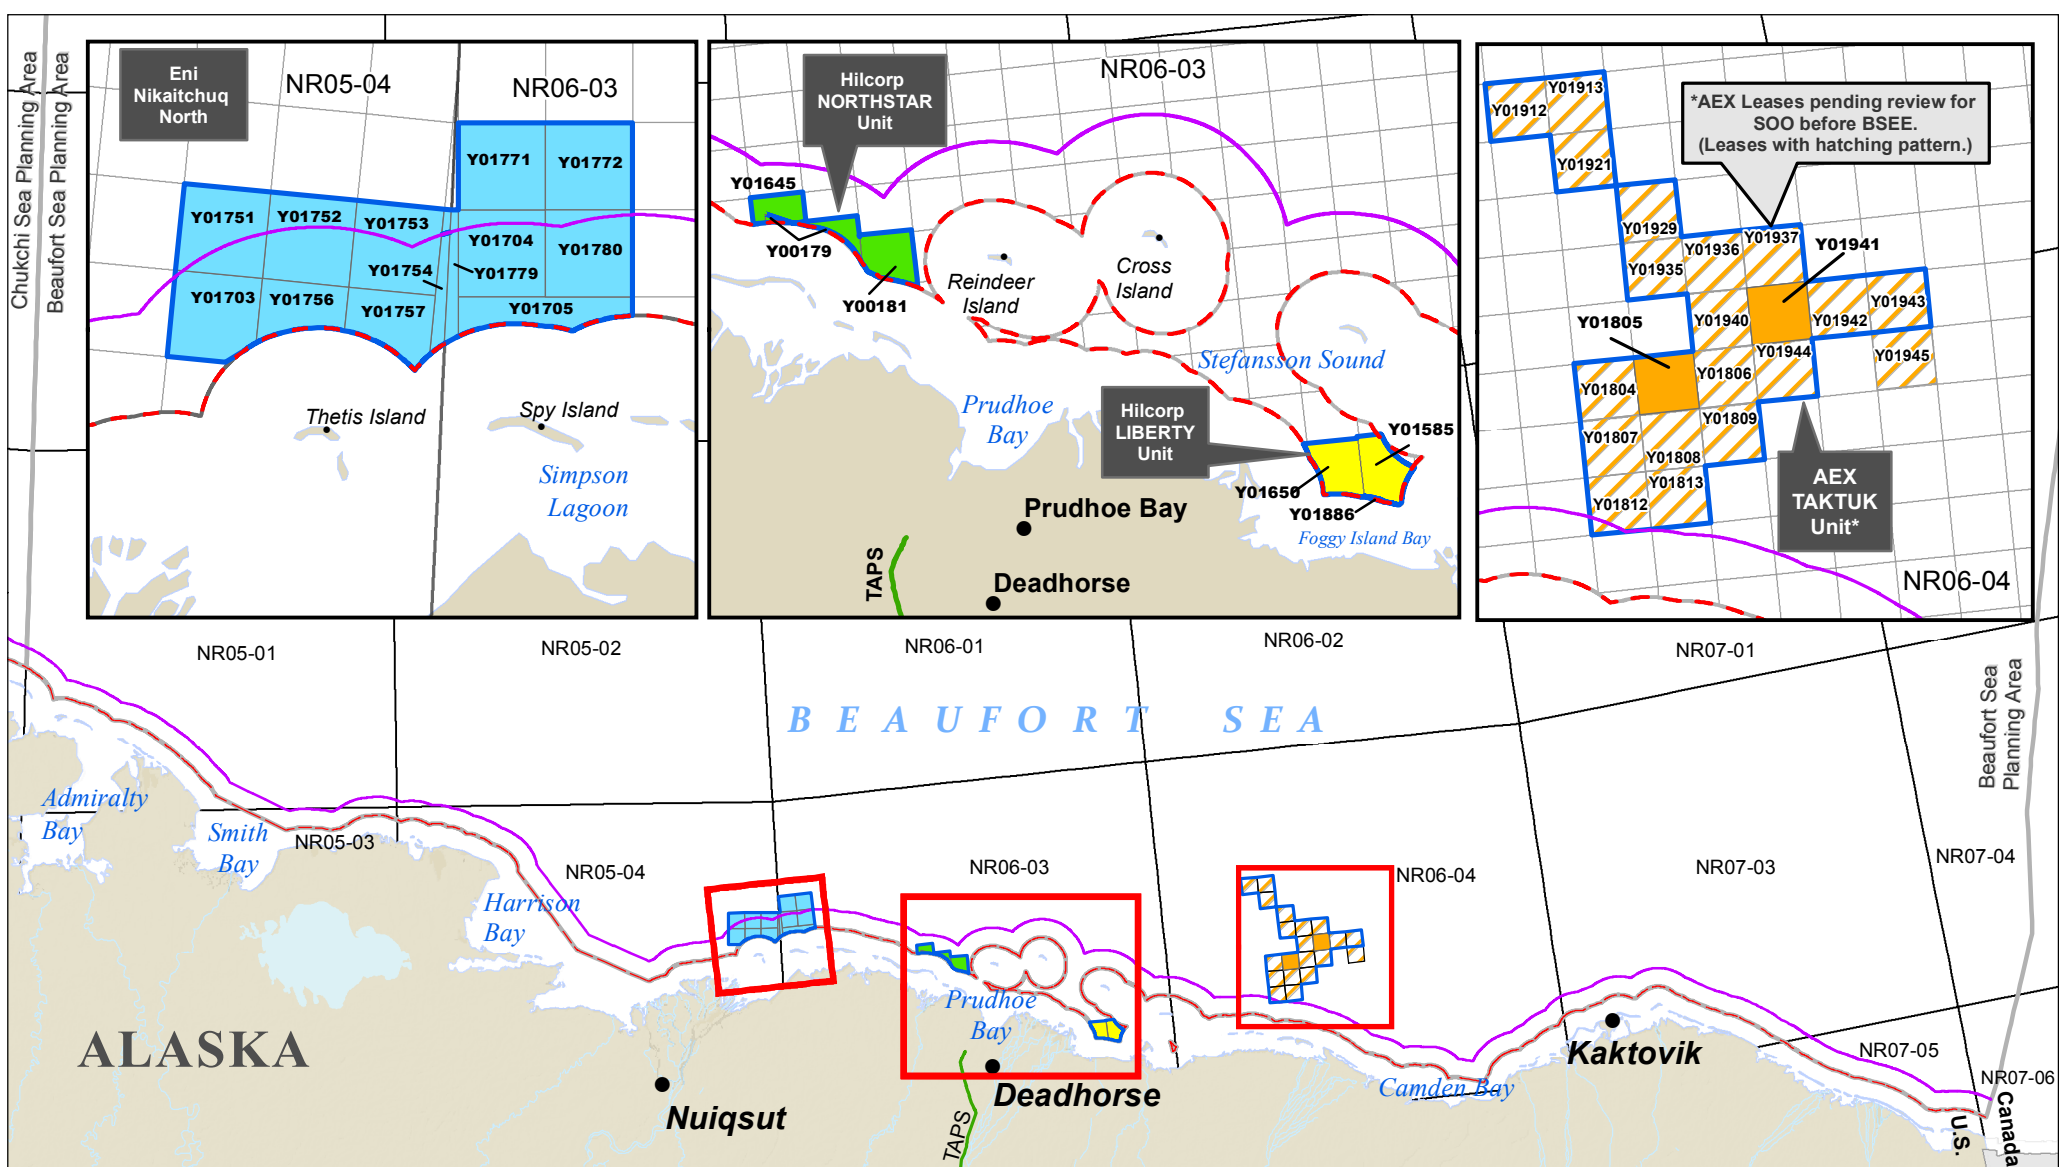 Chukchi Sea Planning Area
Beaufort Sea Planning Area
Eni
Nikaitchuq
North
NR05-04
NR06-03
Y01771
Y01772
Y01751
Y01752
Y01753
Y01704
Y01780
Y01754
Y01779
Y01703
Y01756
Y01757
Y01705
Thetis Island
Spy Island
Simpson
Lagoon
Hilcorp
NORTHSTAR
Unit
NR06-03
Y01645
Y00179
Y00181
Reindeer
Island
Cross
Island
Stefansson Sound
Prudhoe
Bay
Hilcorp
LIBERTY
Unit
Y01585
Y01650
Y01886
Foggy Island Bay
Prudhoe Bay
TAPS
Deadhorse
*AEX Leases pending review for
SOO before BSEE.
(Leases with hatching pattern.)
Y01913
Y01912
Y01921
Y01929
Y01936
Y01937
Y01941
Y01935
Y01943
Y01805
Y01940
Y01942
Y01944
Y01945
Y01804
Y01806
Y01809
Y01807
Y01808
Y01813
Y01812
AEX
TAKTUK
Unit*
NR06-04
NR05-01
NR05-02
NR06-01
NR06-02
NR07-01
BEAUFORT SEA
Beaufort Sea
Planning Area
Admiralty
Bay
Smith
Bay
NR05-03
NR05-04
NR06-03
NR06-04
NR07-03
NR07-04
Harrison
Bay
Prudhoe
Bay
ALASKA
Kaktovik
NR07-05
Camden Bay
NR07-06
Nuiqsut
Deadhorse
TAPS
U.S.
Canada